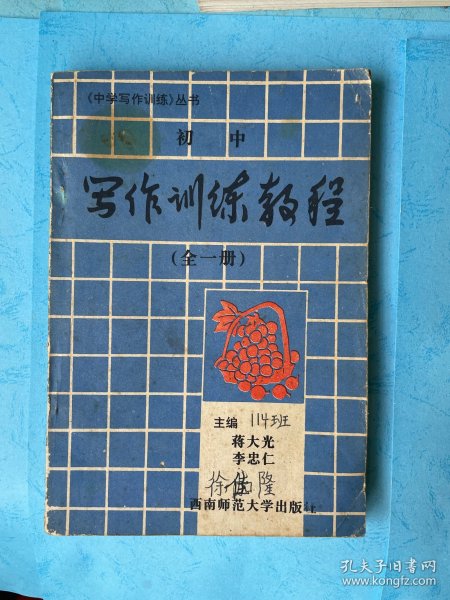 《中学写作训练》丛书
初中
写作训练教程
(全一册)
主编 114班
蒋大光
李忠仁
徐 隆
西南师范大学出版社
孔夫子旧书网
www.kongfz.com